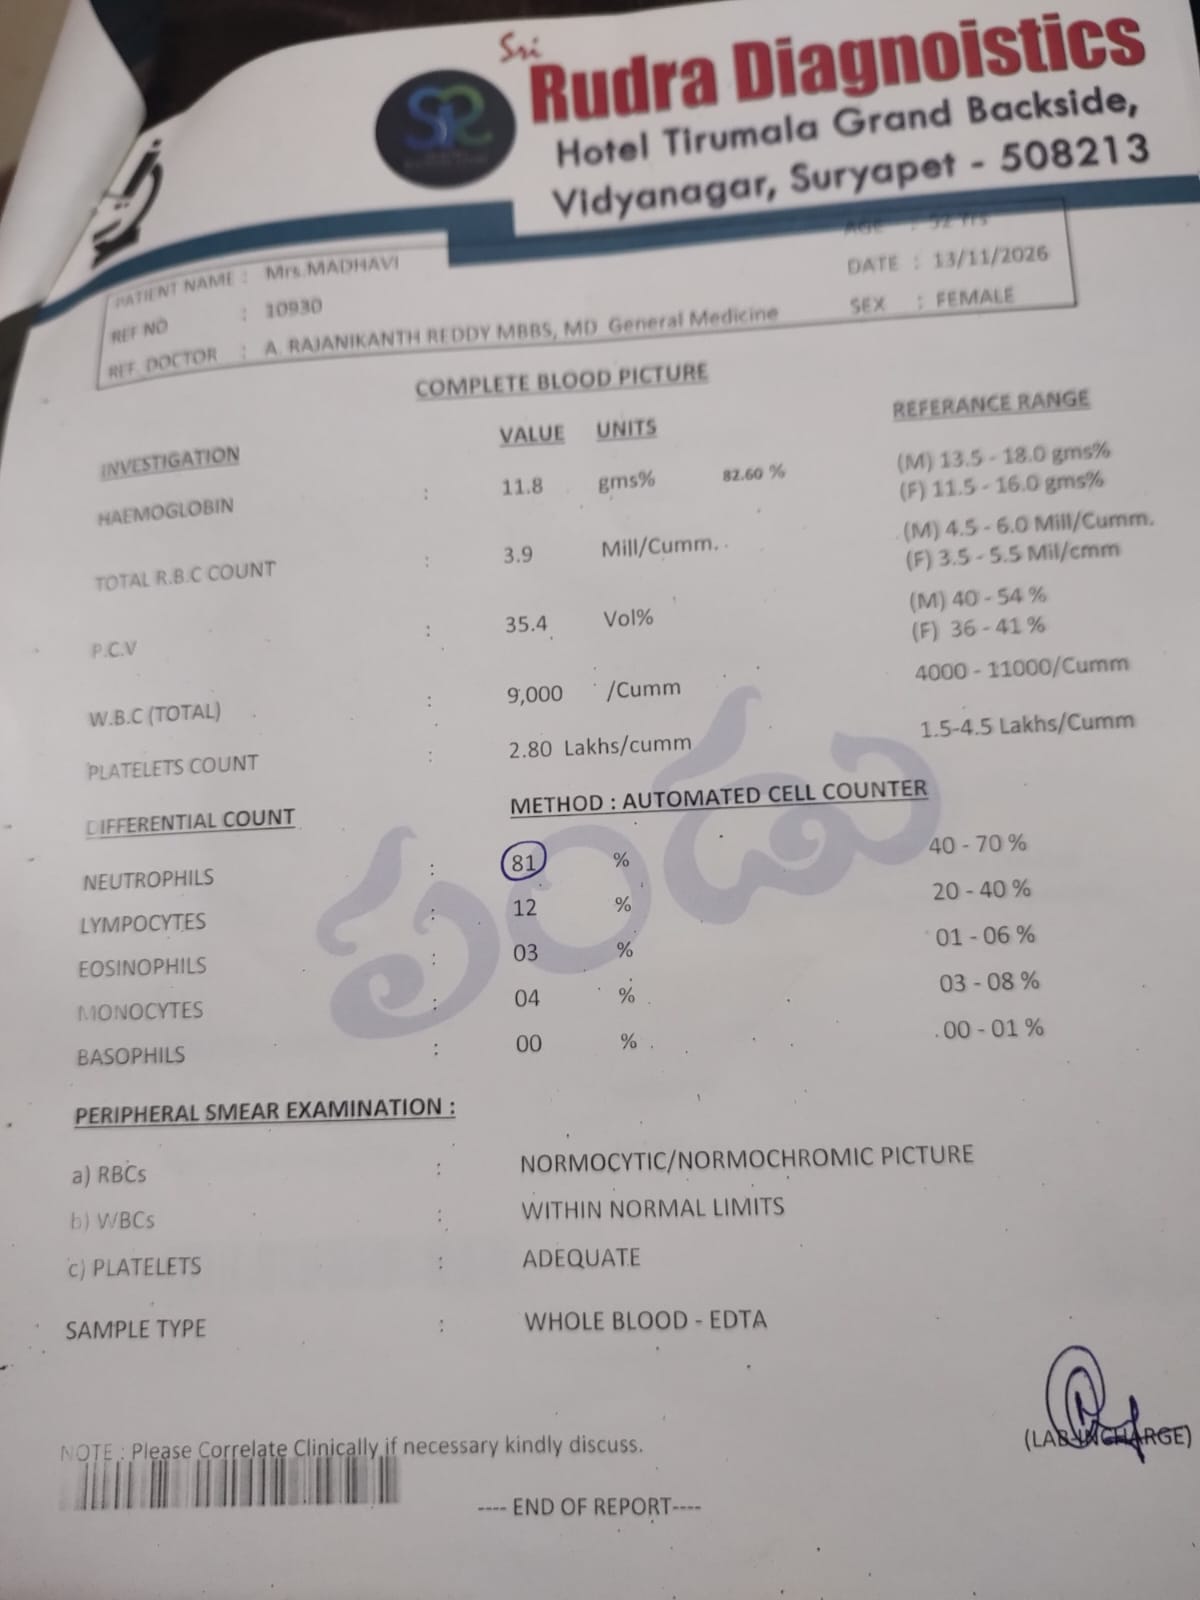 Sri
Rudra Diagnoistics
Hotel Tirumala Grand Backside,
Vidyanagar, Suryapet - 508213
PATIENT NAME : Mrs.MADHAVI AGE :
REF NO : 10930 DATE : 13/11/2026
REF. DOCTOR : A. RAJANIKANTH REDDY MBBS, MD General Medicine SEX : FEMALE
COMPLETE BLOOD PICTURE
INVESTIGATION VALUE UNITS REFERANCE RANGE
HAEMOGLOBIN : 11.8 gms% 82.60 % (M) 13.5 - 18.0 gms%
(F) 11.5 - 16.0 gms%
TOTAL R.B.C COUNT : 3.9 Mill/Cumm. (M) 4.5 - 6.0 Mill/Cumm.
(F) 3.5 - 5.5 Mil/cmm
P.C.V : 35.4 Vol% (M) 40 - 54 %
(F) 36 - 41 %
W.B.C (TOTAL) : 9,000 /Cumm 4000 - 11000/Cumm
PLATELETS COUNT : 2.80 Lakhs/cumm 1.5-4.5 Lakhs/Cumm
DIFFERENTIAL COUNT METHOD : AUTOMATED CELL COUNTER
NEUTROPHILS : 81 % 40 - 70 %
LYMPOCYTES : 12 % 20 - 40 %
EOSINOPHILS : 03 % 01 - 06 %
MONOCYTES : 04 % 03 - 08 %
BASOPHILS : 00 % 00 - 01 %
పండు
PERIPHERAL SMEAR EXAMINATION :
a) RBCs : NORMOCYTIC/NORMOCHROMIC PICTURE
b) WBCs : WITHIN NORMAL LIMITS
c) PLATELETS : ADEQUATE
SAMPLE TYPE : WHOLE BLOOD - EDTA
(LAB INCHARGE)
NOTE : Please Correlate Clinically,if necessary kindly discuss.
---- END OF REPORT----